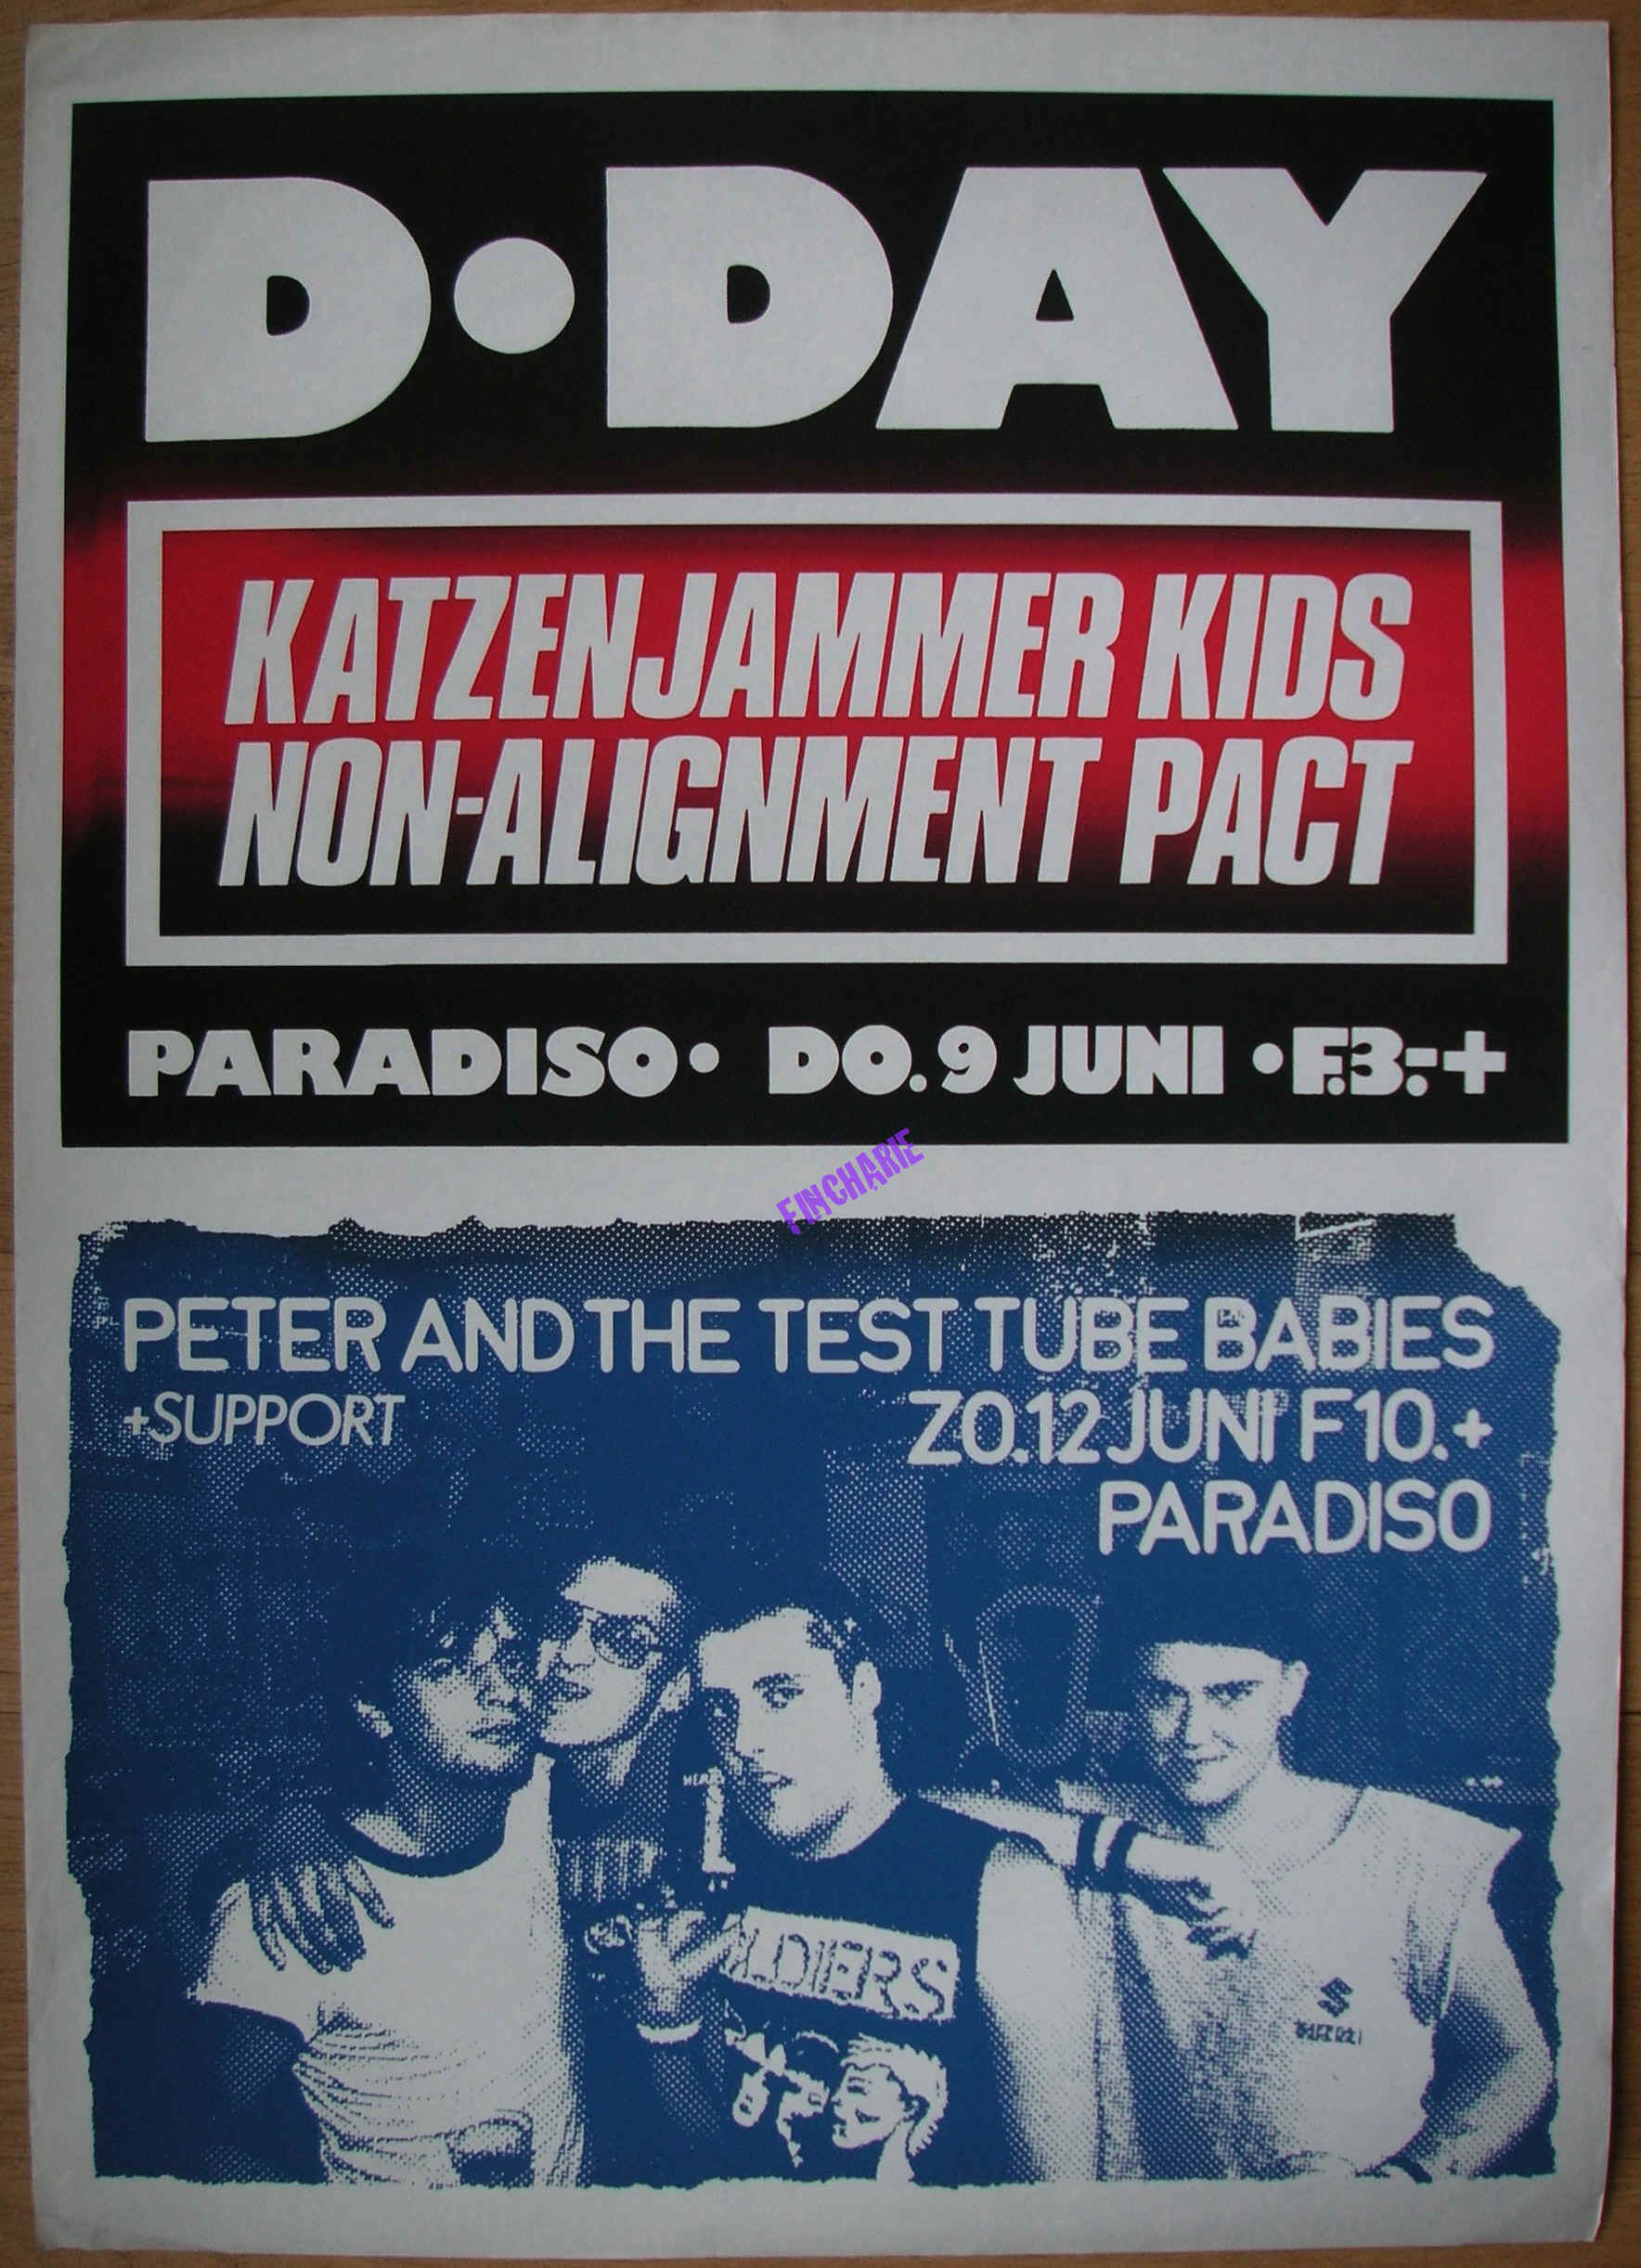 D•DAY
KATZENJAMMER KIDS
NON-ALIGNMENT PACT
PARADISO• DO.9 JUNI •F.3:-+
FINCHARIE
PETER AND THE TEST TUBE BABIES
+SUPPORT
ZO.12 JUNI F10.+
PARADISO
LDIERS